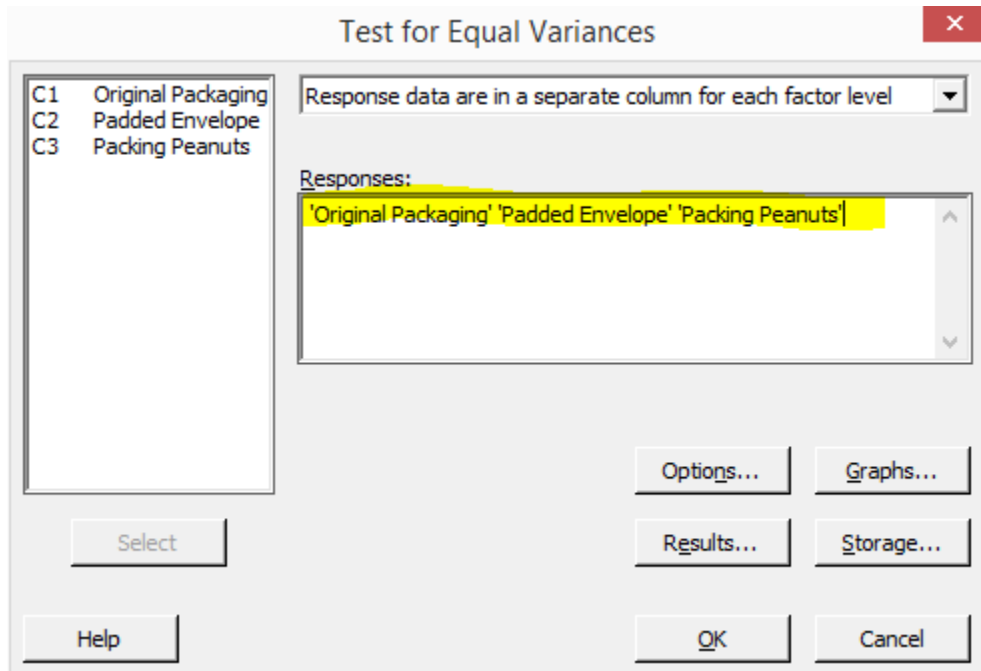 Test for Equal Variances
C1 Original Packaging
C2 Padded Envelope
C3 Packing Peanuts
Response data are in a separate column for each factor level
Responses:
'Original Packaging' 'Padded Envelope' 'Packing Peanuts'
Options...
Graphs...
Select
Results...
Storage...
Help
OK
Cancel